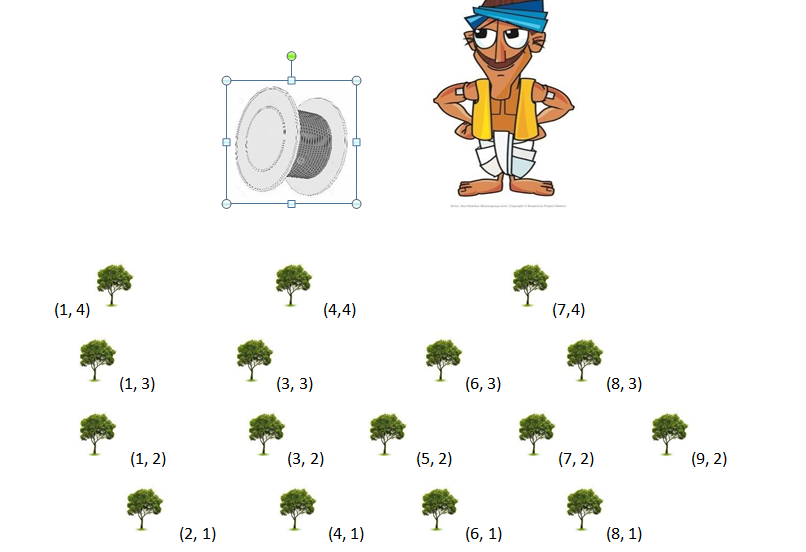 (1, 4) (4,4) (7,4)
(1, 3) (3, 3) (6, 3) (8, 3)
(1, 2) (3, 2) (5, 2) (7, 2) (9, 2)
(2, 1) (4, 1) (6, 1) (8, 1)